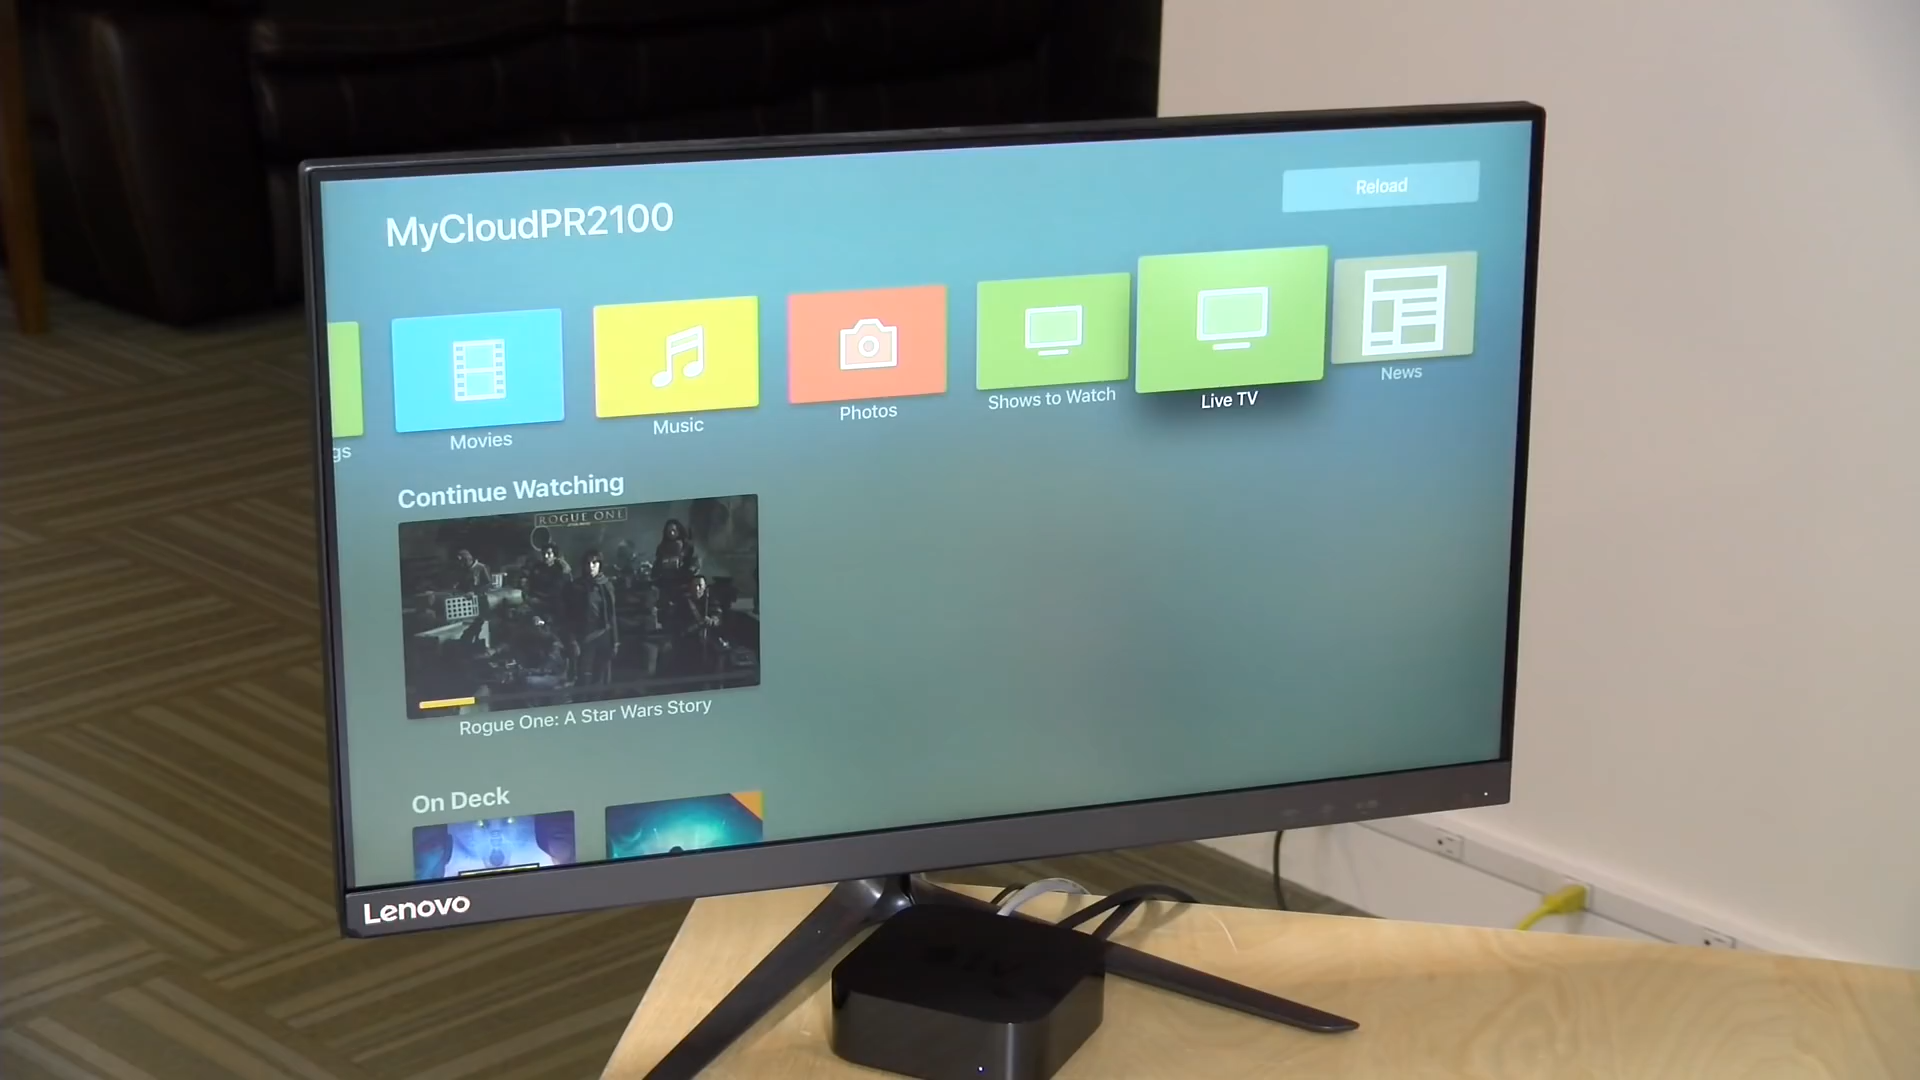 MyCloudPR2100
Reload
gs
Movies
Music
Photos
Shows to Watch
Live TV
News
Continue Watching
ROGUE ONE
Rogue One: A Star Wars Story
On Deck
Lenovo